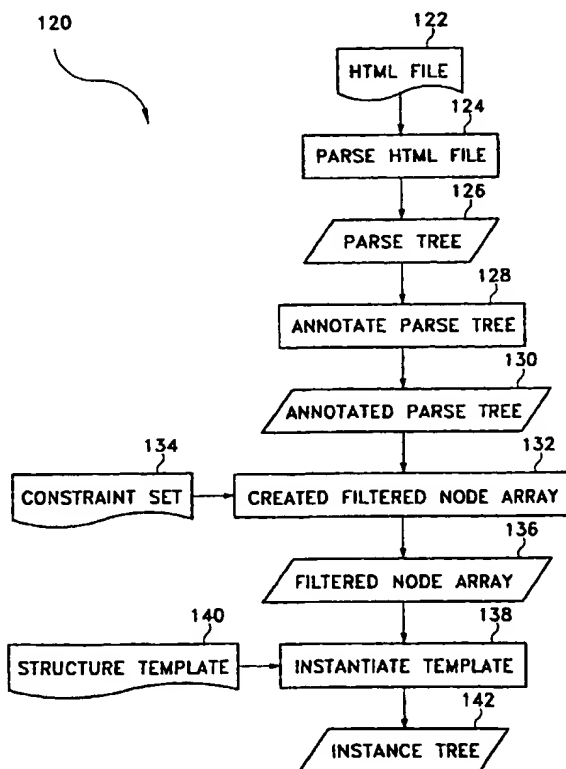 120
122
HTML FILE
124
PARSE HTML FILE
126
PARSE TREE
128
ANNOTATE PARSE TREE
130
ANNOTATED PARSE TREE
134
132
CONSTRAINT SET
CREATED FILTERED NODE ARRAY
136
FILTERED NODE ARRAY
140
138
STRUCTURE TEMPLATE
INSTANTIATE TEMPLATE
142
INSTANCE TREE